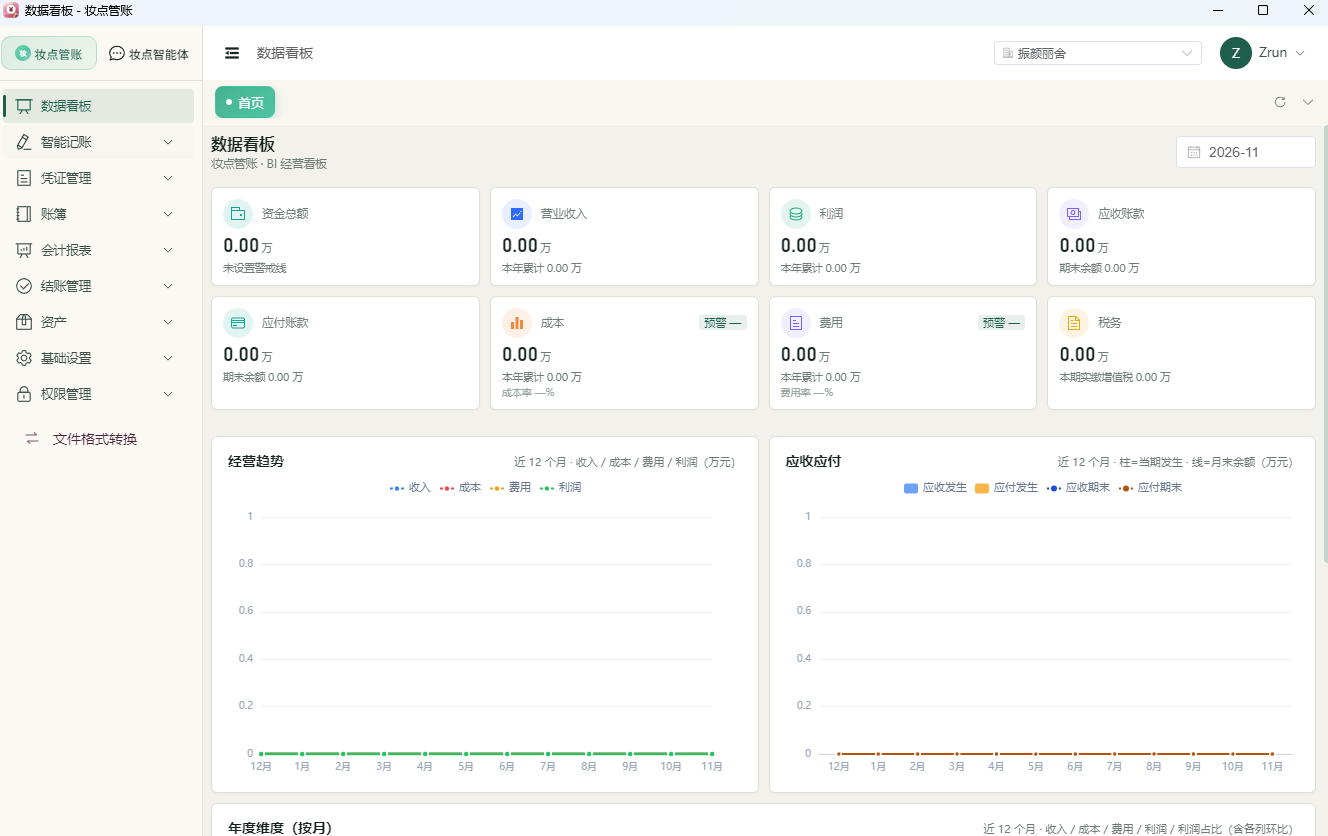 数据看板 - 妆点管账
妆 妆点管账
妆点智能体
数据看板
振颜丽舍
Z Zrun
数据看板
智能记账
凭证管理
账簿
会计报表
结账管理
资产
基础设置
权限管理
文件格式转换
首页
数据看板
妆点管账 · BI 经营看板
2026-11
资金总额
0.00 万
未设置警戒线
营业收入
0.00 万
本年累计 0.00 万
利润
0.00 万
本年累计 0.00 万
应收账款
0.00 万
期末余额 0.00 万
应付账款
0.00 万
期末余额 0.00 万
成本
预警 —
0.00 万
本年累计 0.00 万
成本率 —%
费用
预警 —
0.00 万
本年累计 0.00 万
费用率 —%
税务
0.00 万
本期实缴增值税 0.00 万
经营趋势
近 12 个月 · 收入 / 成本 / 费用 / 利润（万元）
收入 成本 费用 利润
1
0.8
0.6
0.4
0.2
0
12月 1月 2月 3月 4月 5月 6月 7月 8月 9月 10月 11月
应收应付
近 12 个月 · 柱=当期发生 · 线=月末余额（万元）
应收发生 应付发生 应收期末 应付期末
1
0.8
0.6
0.4
0.2
0
12月 1月 2月 3月 4月 5月 6月 7月 8月 9月 10月 11月
年度维度（按月）
近 12 个月 · 收入 / 成本 / 费用 / 利润 / 利润占比（含各列环比）